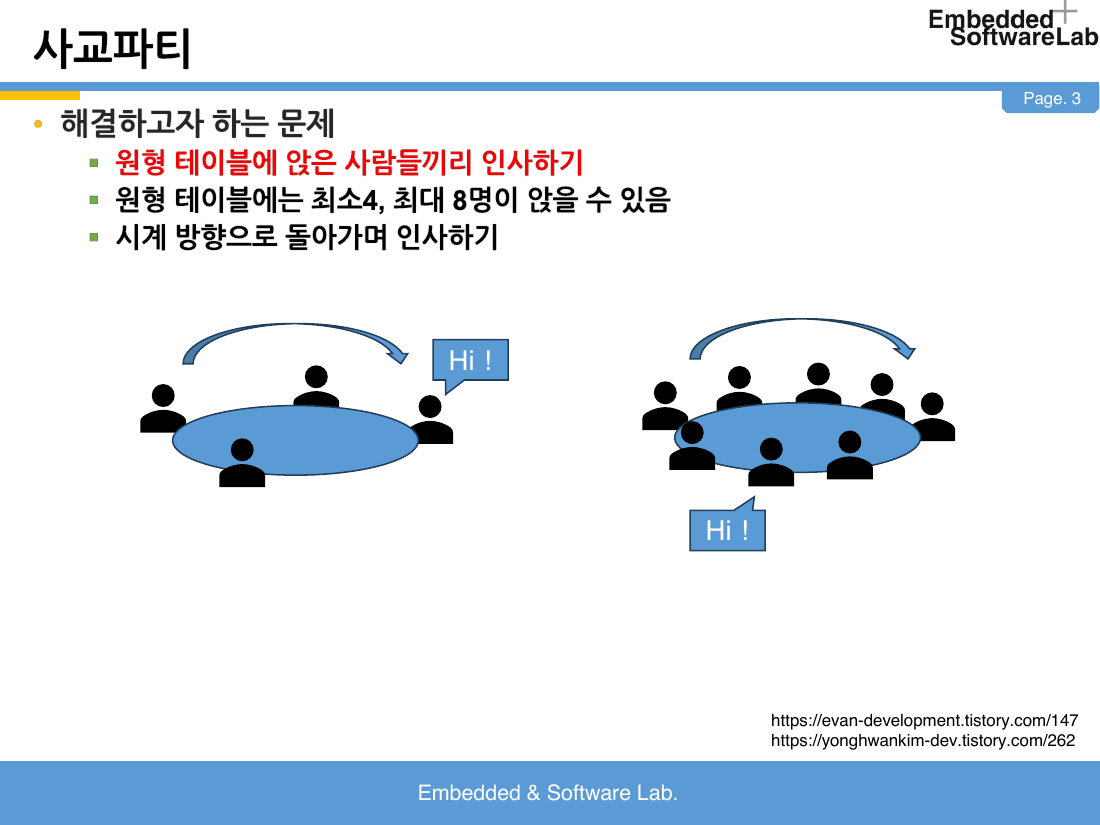 사교파티
Embedded
SoftwareLab
Page. 3
해결하고자 하는 문제
원형 테이블에 앉은 사람들끼리 인사하기
원형 테이블에는 최소4, 최대 8명이 앉을 수 있음
시계 방향으로 돌아가며 인사하기
Hi !
Hi !
https://evan-development.tistory.com/147
https://yonghwankim-dev.tistory.com/262
Embedded & Software Lab.